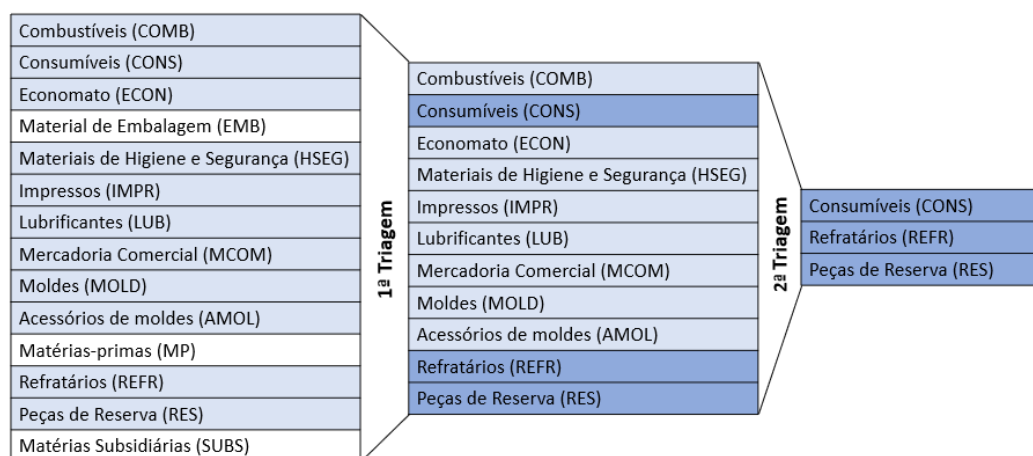 Combustíveis (COMB)
Consumíveis (CONS)
Economato (ECON)
Material de Embalagem (EMB)
Materiais de Higiene e Segurança (HSEG)
Impressos (IMPR)
Lubrificantes (LUB)
Mercadoria Comercial (MCOM)
Moldes (MOLD)
Acessórios de moldes (AMOL)
Matérias-primas (MP)
Refratários (REFR)
Peças de Reserva (RES)
Matérias Subsidiárias (SUBS)
1ª Triagem
Combustíveis (COMB)
Consumíveis (CONS)
Economato (ECON)
Materiais de Higiene e Segurança (HSEG)
Impressos (IMPR)
Lubrificantes (LUB)
Mercadoria Comercial (MCOM)
Moldes (MOLD)
Acessórios de moldes (AMOL)
Refratários (REFR)
Peças de Reserva (RES)
2ª Triagem
Consumíveis (CONS)
Refratários (REFR)
Peças de Reserva (RES)